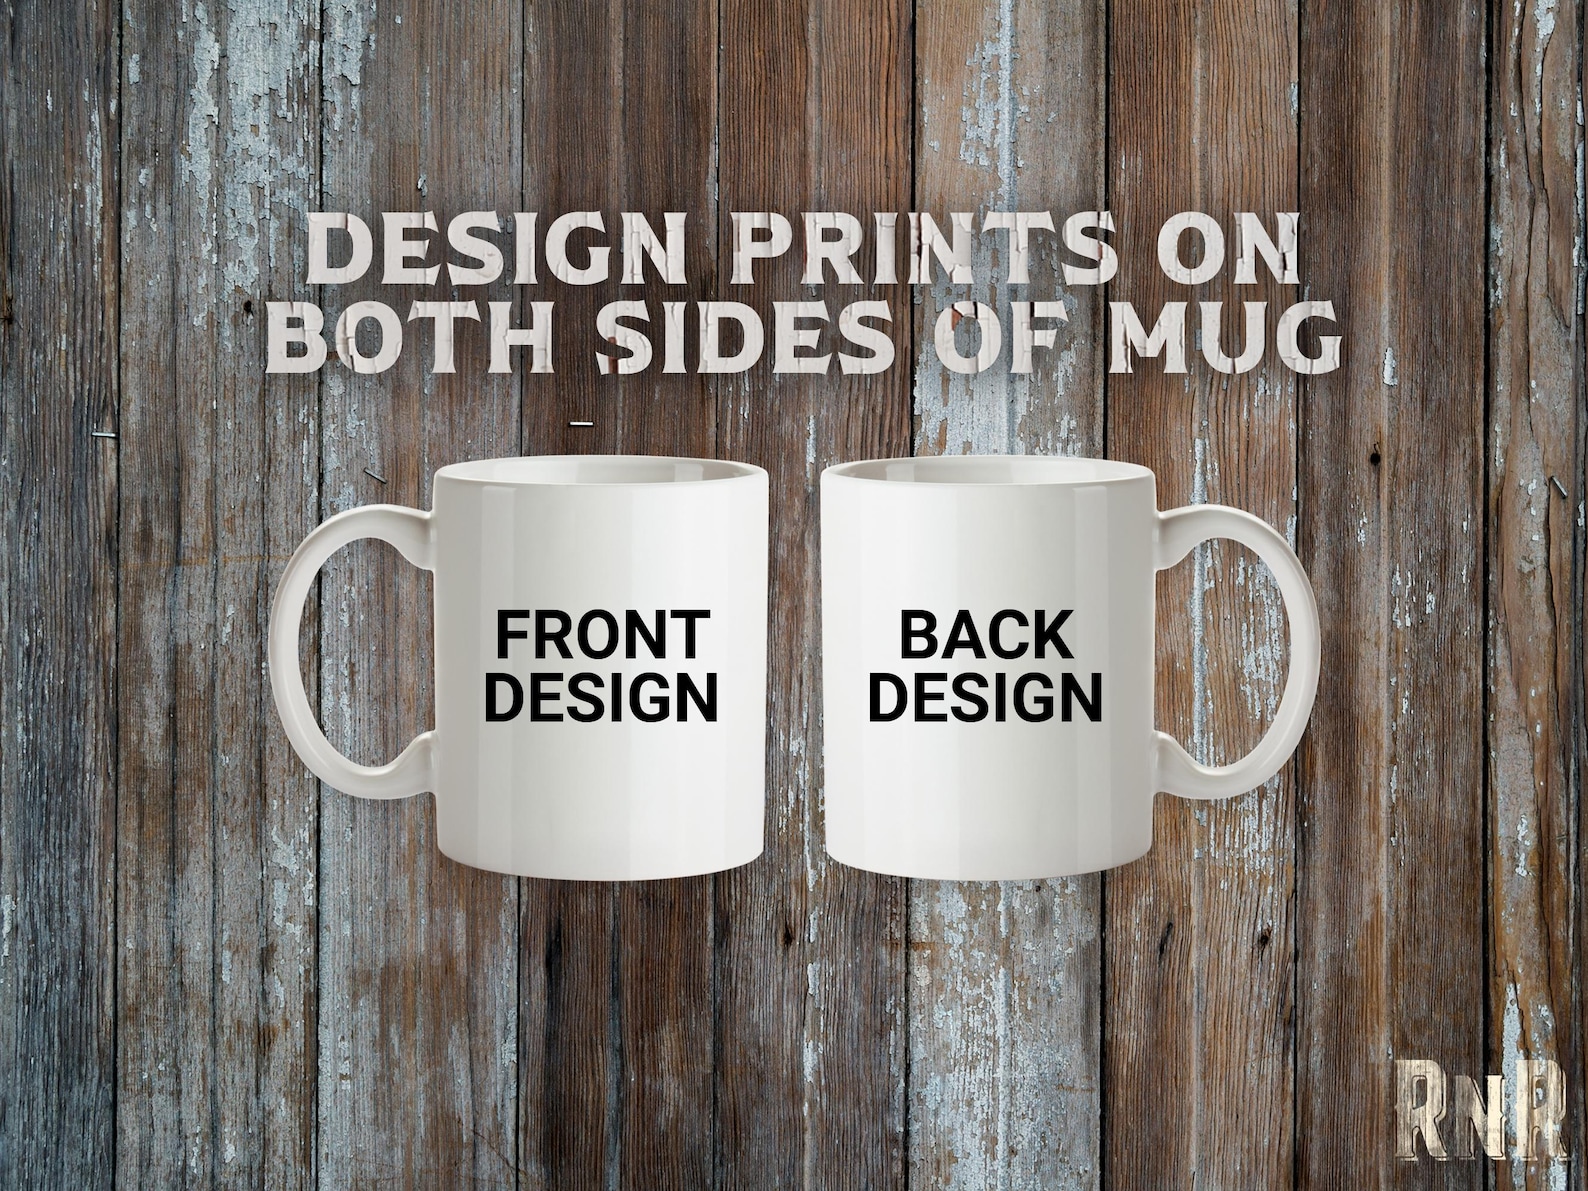 DESIGN PRINTS ON
BOTH SIDES OF MUG
FRONT
DESIGN
BACK
DESIGN
RNR